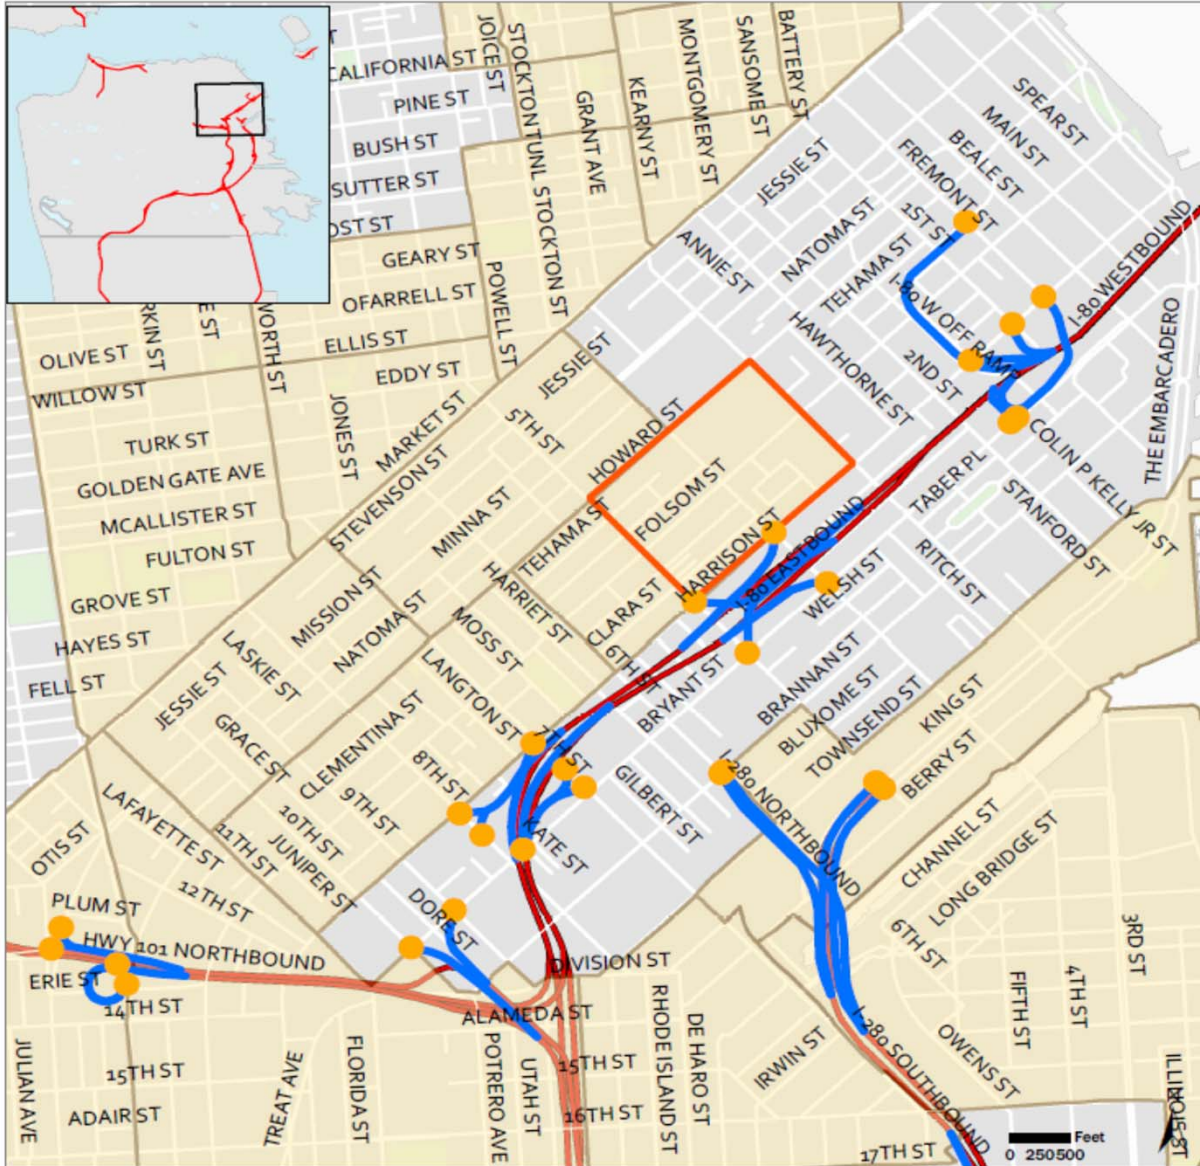 CALIFORNIA ST
PINE ST
BUSH ST
SUTTER ST
OST ST
JOICE ST
STOCKTONTUNL
STOCKTON ST
GRANT AVE
KEARNY ST
MONTGOMERY ST
SANSOME ST
BATTERY ST
GEARY ST
OFARRELL ST
ELLIS ST
EDDY ST
POWELL ST
RKIN ST
E ST
WORTH ST
OLIVE ST
WILLOW ST
TURK ST
GOLDEN GATE AVE
MCALLISTER ST
FULTON ST
GROVE ST
HAYES ST
FELL ST
JONES ST
MARKET ST
STEVENSON ST
JESSIE ST
5TH ST
MINNA ST
MISSION ST
NATOMA ST
JESSIE ST
ANNIE ST
NATOMA ST
TEHAMA ST
HAWTHORNE ST
1ST ST
FREMONT ST
BEALE ST
MAIN ST
SPEAR ST
I-80 W OFF RAMP
2ND ST
I-80 WESTBOUND
THE EMBARCADERO
COLIN P KELLY JR ST
TABER PL
STANFORD ST
RITCH ST
HOWARD ST
FOLSOM ST
TEHAMA ST
HARRISON ST
I-80 EASTBOUND
WELSH ST
CLARA ST
HARRIET ST
MOSS ST
6TH ST
BRYANT ST
BRANNAN ST
BLUXOME ST
TOWNSEND ST
KING ST
BERRY ST
LANGTON ST
CLEMENTINA ST
7TH ST
8TH ST
9TH ST
10TH ST
11TH ST
12TH ST
LASKIE ST
JESSIE ST
GRACE ST
LAFAYETTE ST
JUNIPER ST
OTIS ST
KATE ST
GILBERT ST
DORE ST
I-280 NORTHBOUND
CHANNEL ST
LONG BRIDGE ST
6TH ST
3RD ST
4TH ST
FIFTH ST
OWENS ST
I-280 SOUTHBOUND
PLUM ST
HWY 101 NORTHBOUND
ERIE ST
14TH ST
DIVISION ST
ALAMEDA ST
15TH ST
15TH ST
16TH ST
ADAIR ST
JULIAN AVE
TREAT AVE
FLORIDA ST
POTRERO AVE
UTAH ST
RHODE ISLAND ST
DE HARO ST
IRWIN ST
17TH ST
ILLINOIS ST
Feet
0 250 500